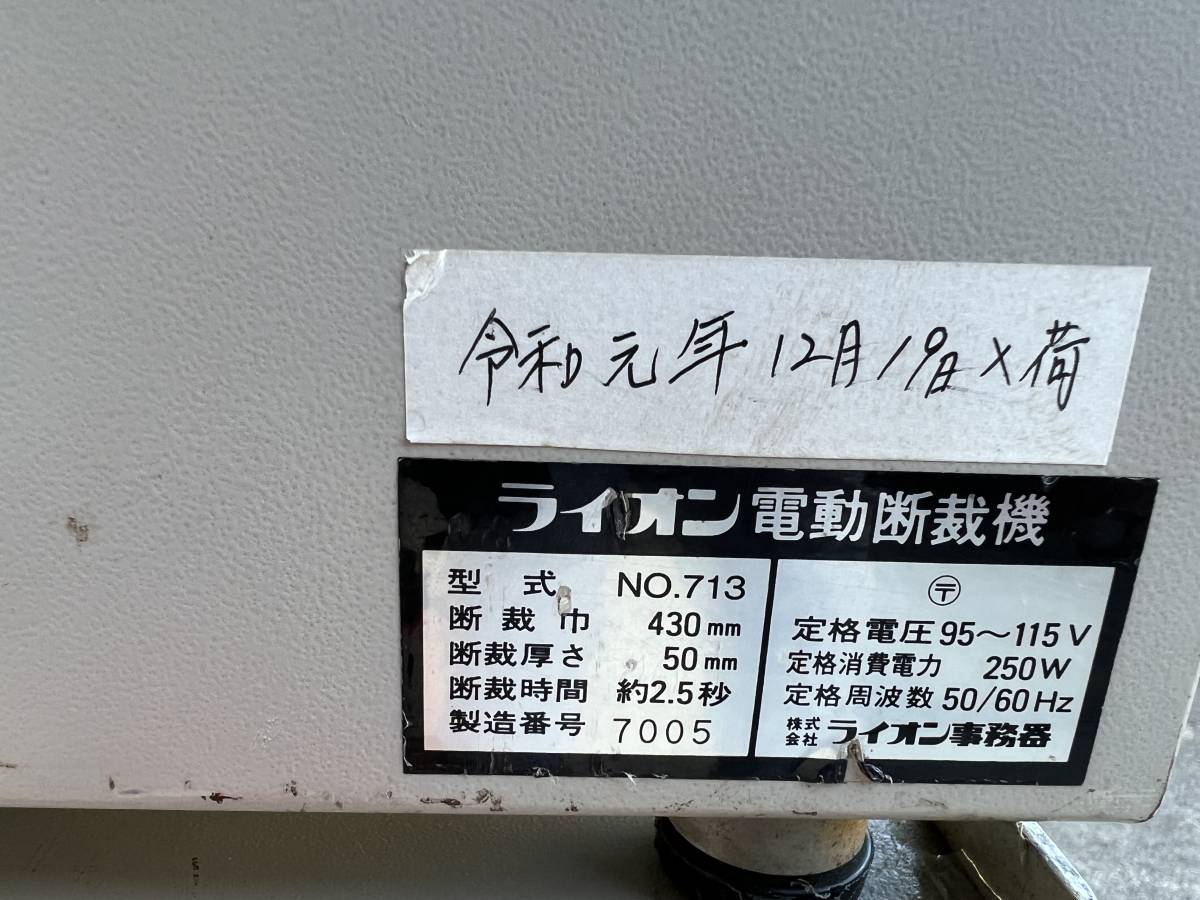 令和元年12月19日入荷
ライオン電動断裁機
型式 NO.713
断裁巾 430mm
断裁厚さ 50mm
断裁時間 約2.5秒
製造番号 7005
〒
定格電圧 95～115V
定格消費電力 250W
定格周波数 50/60Hz
株式会社 ライオン事務器